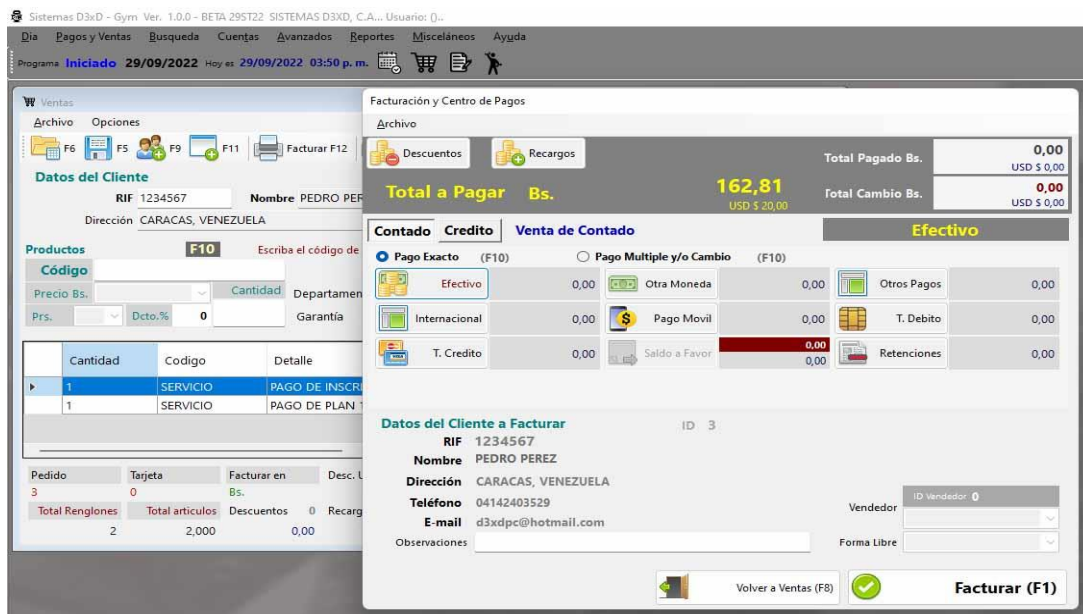 Sistemas D3xD - Gym Ver. 1.0.0 - BETA 29ST22 SISTEMAS D3XD, C.A... Usuario: ()..
Dia Pagos y Ventas Busqueda Cuentas Avanzados Reportes Misceláneos Ayuda
Programa Iniciado 29/09/2022 Hoy es 29/09/2022 03:50 p. m.
Ventas
Archivo Opciones
F6 F5 F9 F11 Facturar F12
Datos del Cliente
RIF 1234567 Nombre PEDRO PER
Dirección CARACAS, VENEZUELA
Productos F10 Escriba el código de
Código
Precio Bs. Cantidad Departamen
Prs. Dcto.% 0 Garantía
Cantidad Codigo Detalle
1 SERVICIO PAGO DE INSCRI
1 SERVICIO PAGO DE PLAN
Pedido Tarjeta Facturar en Desc.
3 0 Bs.
Total Renglones Total articulos Descuentos 0 Recarg
2 2,000 0,00
Facturación y Centro de Pagos
Archivo
Descuentos Recargos
Total Pagado Bs. 0,00
USD $ 0,00
Total a Pagar Bs. 162,81
USD $ 20,00
Total Cambio Bs. 0,00
USD $ 0,00
Contado Credito Venta de Contado Efectivo
Pago Exacto (F10) Pago Multiple y/o Cambio (F10)
Efectivo 0,00 Otra Moneda 0,00 Otros Pagos 0,00
Internacional 0,00 Pago Movil 0,00 T. Debito 0,00
T. Credito 0,00 Saldo a Favor 0,00 0,00 Retenciones 0,00
Datos del Cliente a Facturar ID 3
RIF 1234567
Nombre PEDRO PEREZ
Dirección CARACAS, VENEZUELA
Teléfono 04142403529
E-mail d3xdpc@hotmail.com
Observaciones
ID Vendedor 0
Vendedor
Forma Libre
Volver a Ventas (F8) Facturar (F1)